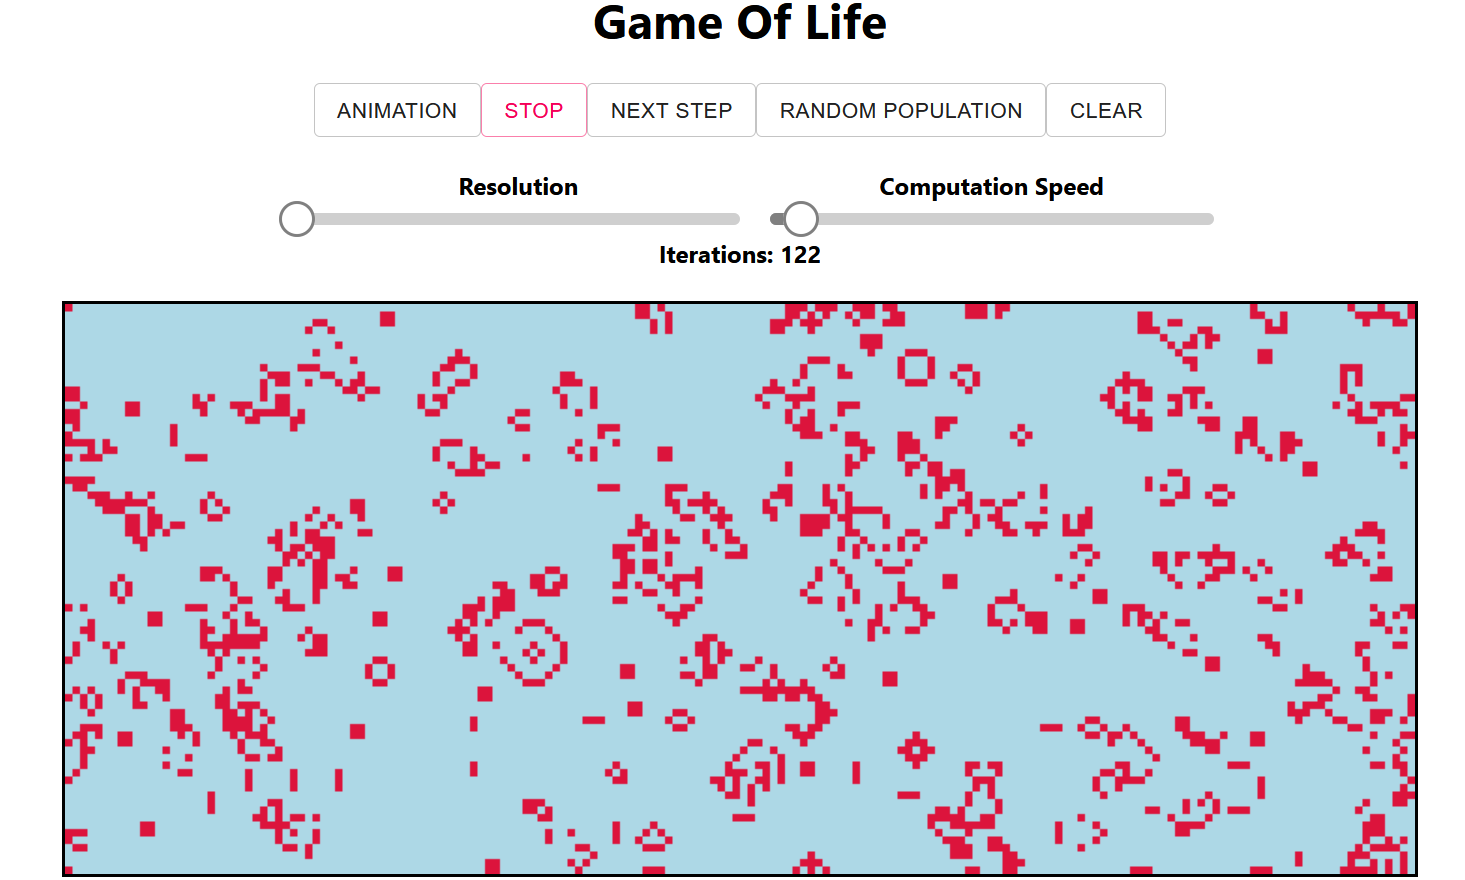 Game Of Life
ANIMATION STOP NEXT STEP RANDOM POPULATION CLEAR
Resolution Computation Speed
Iterations: 122